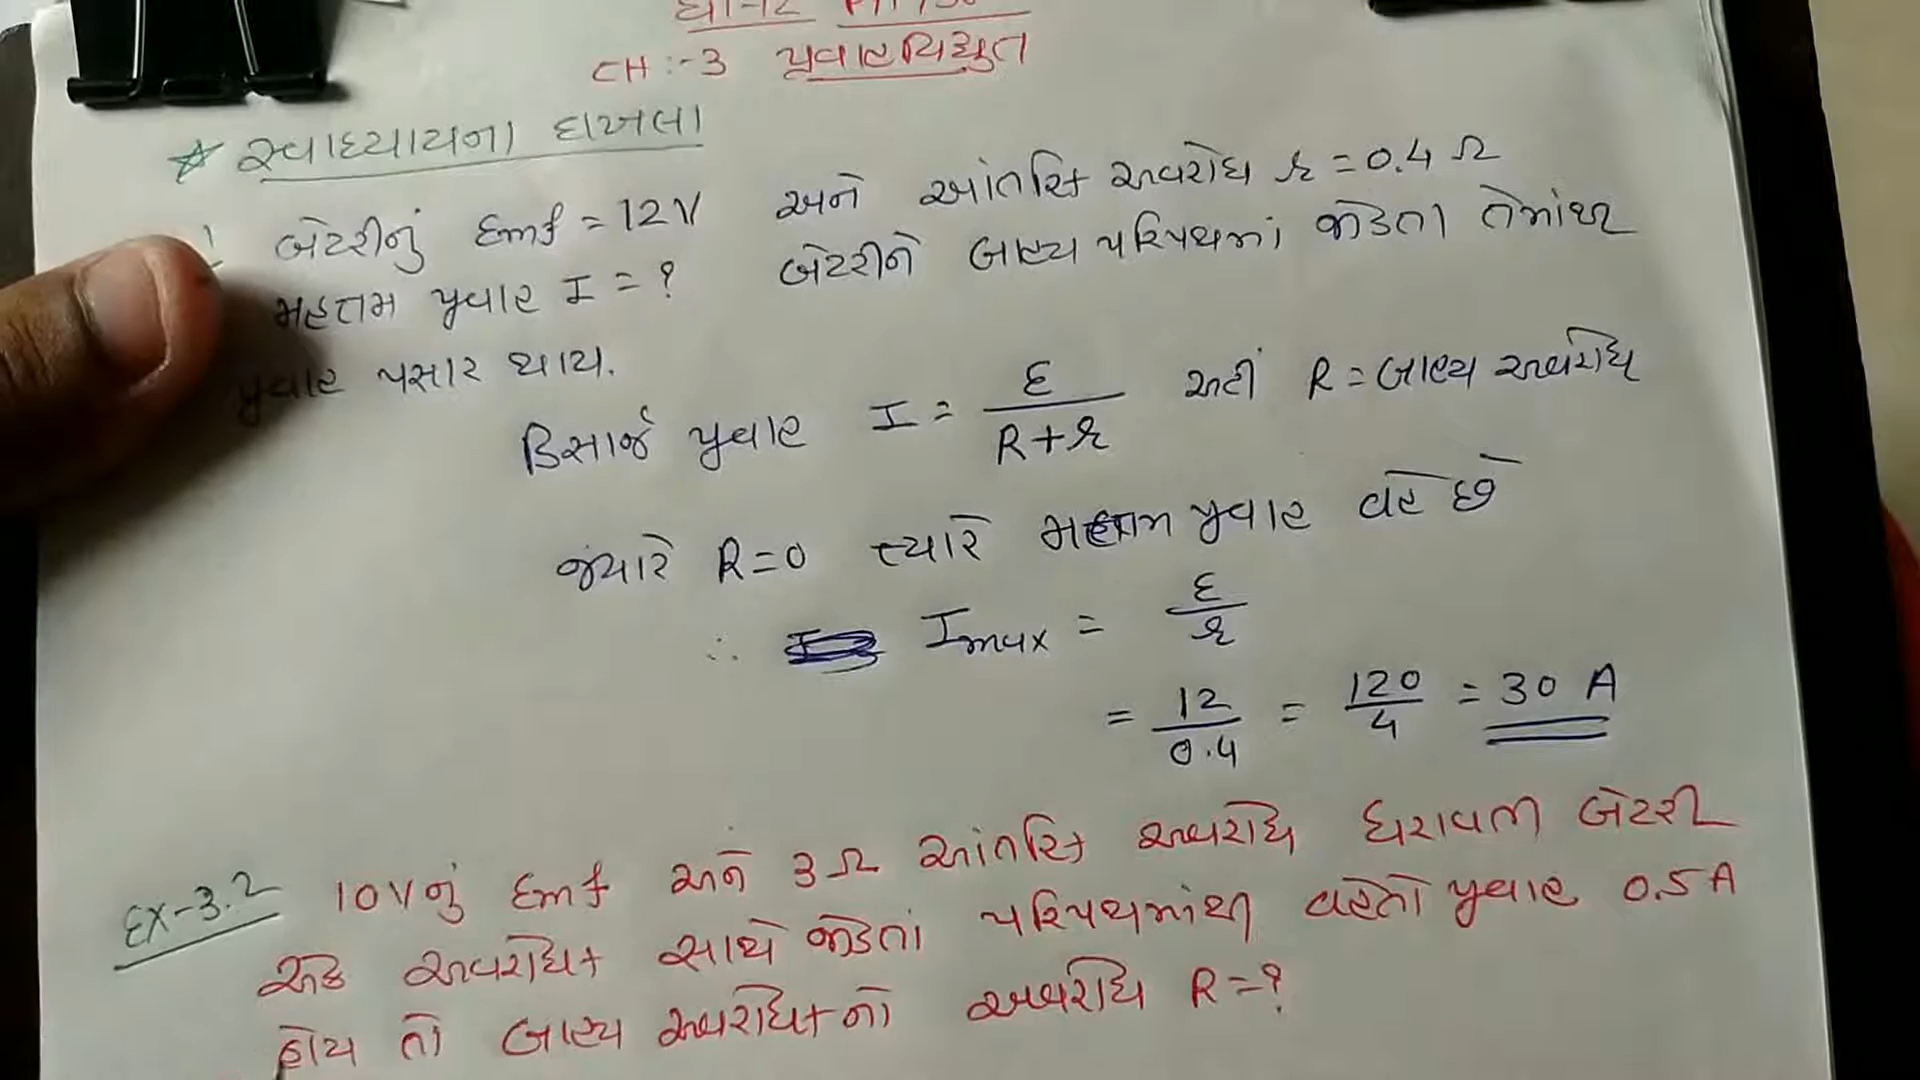 ધો-12
CH :- 3 પ્રવાહવિદ્યુત
સ્વાધ્યાયના દાખલા
બેટરીનું Emf = 12V અને આંતરિક અવરોધ r = 0.4 Ω
મહત્તમ પ્રવાહ I = ? બેટરીને બાહ્ય પરિપથમાં જોડતા તેમાંથી
પ્રવાહ પસાર થાય.
ડિસ્ચાર્જ પ્રવાહ I = ε / (R + r) અહીં R = બાહ્ય અવરોધ
જ્યારે R = 0 ત્યારે મહત્તમ પ્રવાહ વહે છે
∴ Imax = ε / r
= 12 / 0.4 = 120 / 4 = 30 A
EX-3.2 10Vનું Emf અને 3Ω આંતરિક અવરોધ ધરાવતી બેટરી
એક અવરોધક સાથે જોડતાં પરિપથમાંથી વહેતો પ્રવાહ 0.5 A
હોય તો બાહ્ય અવરોધકનો અવરોધ R = ?